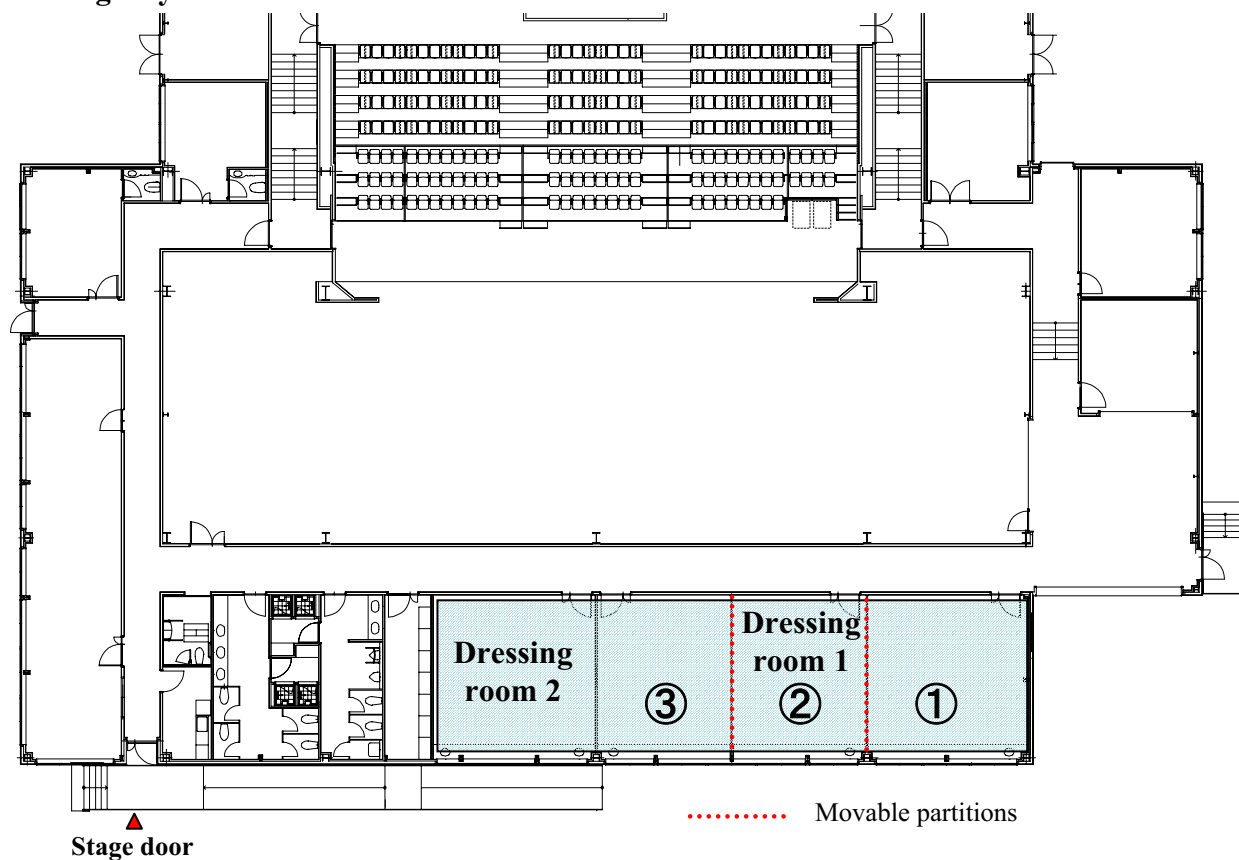 Dressing
room 2
Dressing
room 1
③
②
①
Movable partitions
Stage door